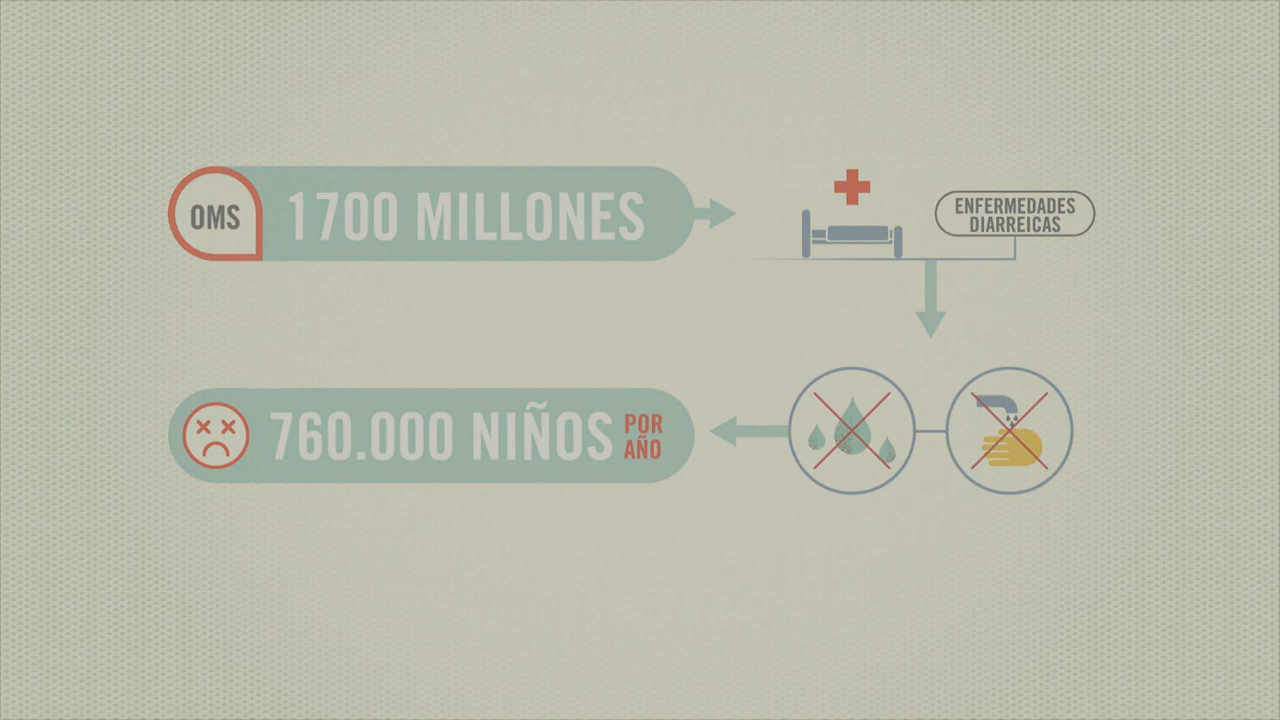 OMS
1700 MILLONES
ENFERMEDADES
DIARREICAS
760.000 NIÑOS
POR
AÑO